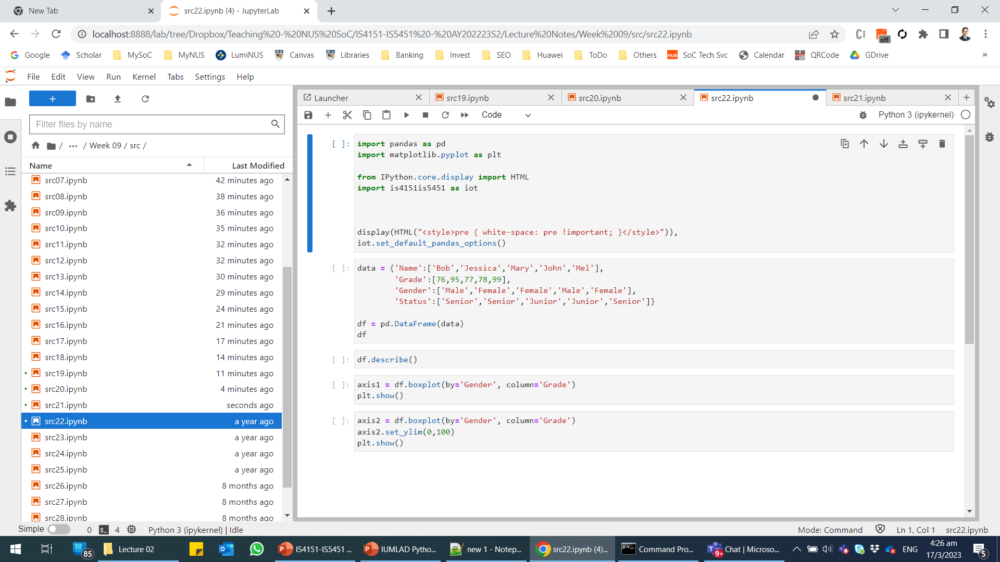 New Tab
src22.ipynb (4) - JupyterLab
localhost:8888/lab/tree/Dropbox/Teaching%20-%20NUS%20SoC/IS4151-IS5451%20-%20AY202223S2/Lecture%20Notes/Week%2009/src/src22.ipynb
off
Google Scholar MySoC MyNUS LumiNUS Canvas Libraries Banking Invest SEO Huawei ToDo Others NUS SoC Tech Svc Calendar QRCode GDrive »
File Edit View Run Kernel Tabs Settings Help
Launcher src19.ipynb src20.ipynb src22.ipynb src21.ipynb
Code
Python 3 (ipykernel)
Filter files by name
/ ··· / Week 09 / src /
Name Last Modified
src07.ipynb 42 minutes ago
src08.ipynb 38 minutes ago
src09.ipynb 36 minutes ago
src10.ipynb 35 minutes ago
src11.ipynb 32 minutes ago
src12.ipynb 32 minutes ago
src13.ipynb 30 minutes ago
src14.ipynb 29 minutes ago
src15.ipynb 24 minutes ago
src16.ipynb 21 minutes ago
src17.ipynb 17 minutes ago
src18.ipynb 14 minutes ago
src19.ipynb 11 minutes ago
src20.ipynb 4 minutes ago
src21.ipynb seconds ago
src22.ipynb a year ago
src23.ipynb a year ago
src24.ipynb a year ago
src25.ipynb a year ago
src26.ipynb 8 months ago
src27.ipynb 8 months ago
src28.ipynb 8 months ago
[ ]: import pandas as pd
import matplotlib.pyplot as plt
from IPython.core.display import HTML
import is4151is5451 as iot
display(HTML("<style>pre { white-space: pre !important; }</style>")),
iot.set_default_pandas_options()
[ ]: data = {'Name':['Bob','Jessica','Mary','John','Mel'],
'Grade':[76,95,77,78,99],
'Gender':['Male','Female','Female','Male','Female'],
'Status':['Senior','Senior','Junior','Junior','Senior']}
df = pd.DataFrame(data)
df
[ ]: df.describe()
[ ]: axis1 = df.boxplot(by='Gender', column='Grade')
plt.show()
[ ]: axis2 = df.boxplot(by='Gender', column='Grade')
axis2.set_ylim(0,100)
plt.show()
Simple 0 4 Python 3 (ipykernel) | Idle Mode: Command Ln 1, Col 1 src22.ipynb
85 Lecture 02 IS4151-IS5451 ... IUMLAD Pytho... new 1 - Notep... src22.ipynb (4)... Command Pro... 9+ Chat | Microso... ENG 4:26 am
17/3/2023
5